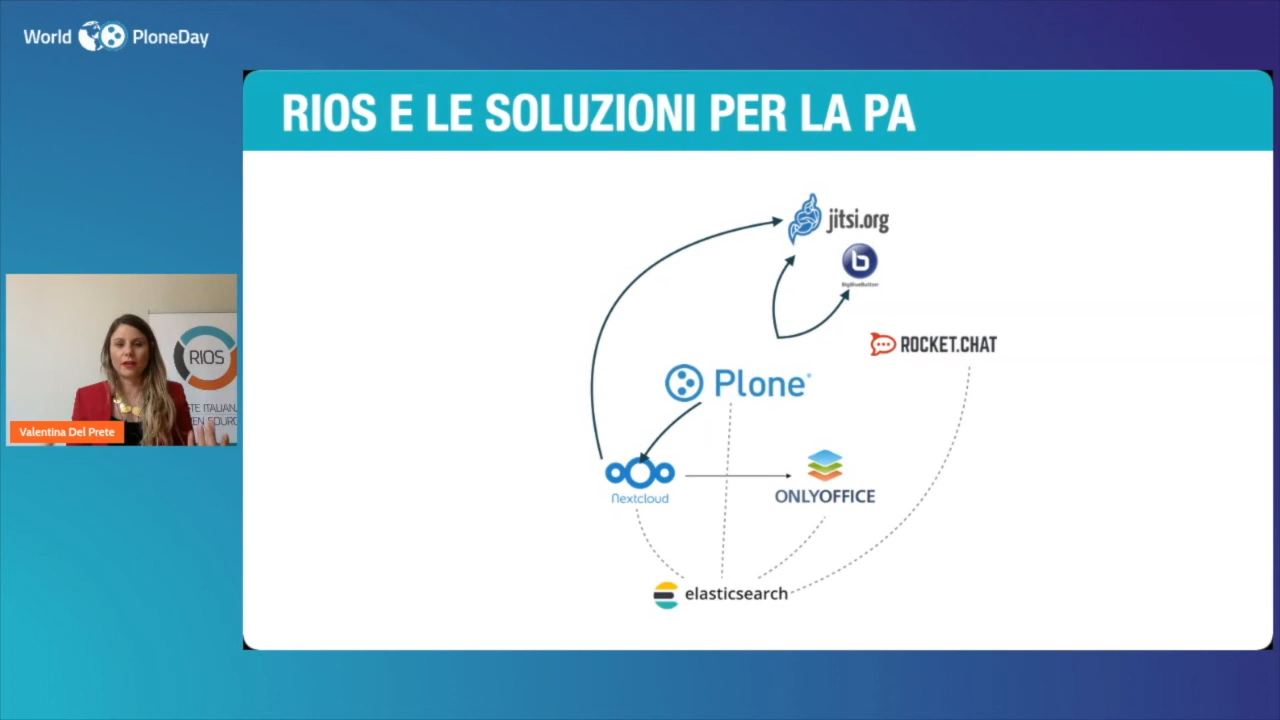 World PloneDay
RIOS E LE SOLUZIONI PER LA PA
jitsi.org
BigBlueButton
ROCKET.CHAT
Plone®
Nextcloud
ONLYOFFICE
elasticsearch
RIOS
Valentina Del Prete